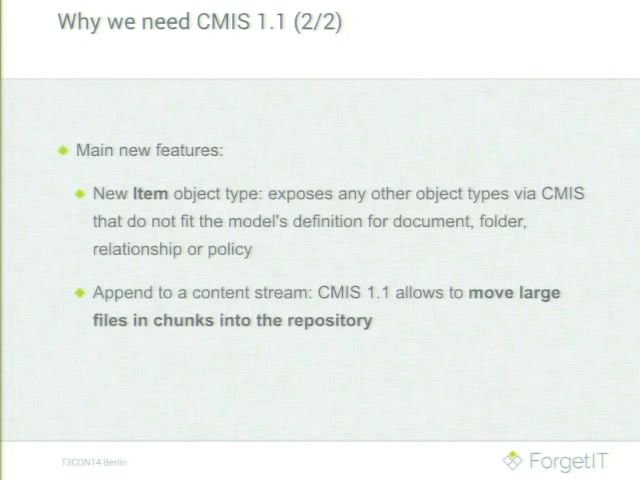 Why we need CMIS 1.1 (2/2)
Main new features:
New Item object type: exposes any other object types via CMIS
that do not fit the model's definition for document, folder,
relationship or policy
Append to a content stream: CMIS 1.1 allows to move large
files in chunks into the repository
T3CON14 Berlin
ForgetIT